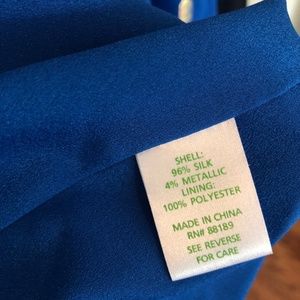 SHELL:
96% SILK
4% METALLIC
LINING:
100% POLYESTER
MADE IN CHINA
RN# 88189
SEE REVERSE
FOR CARE